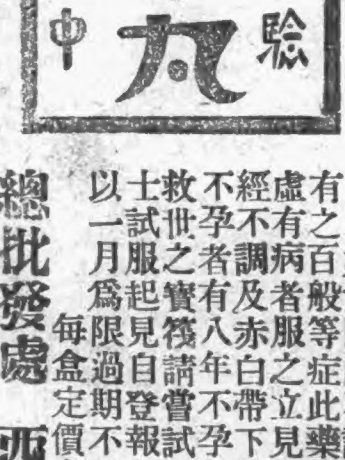 驗
丸
中
有之百般等症此藥
虛有病者服之立見
經不調及赤白帶下
不孕者有八年不孕
救世之寶筏請嘗試
士試服起見自登報
以一月爲限過期不
每盒定價
總批發處